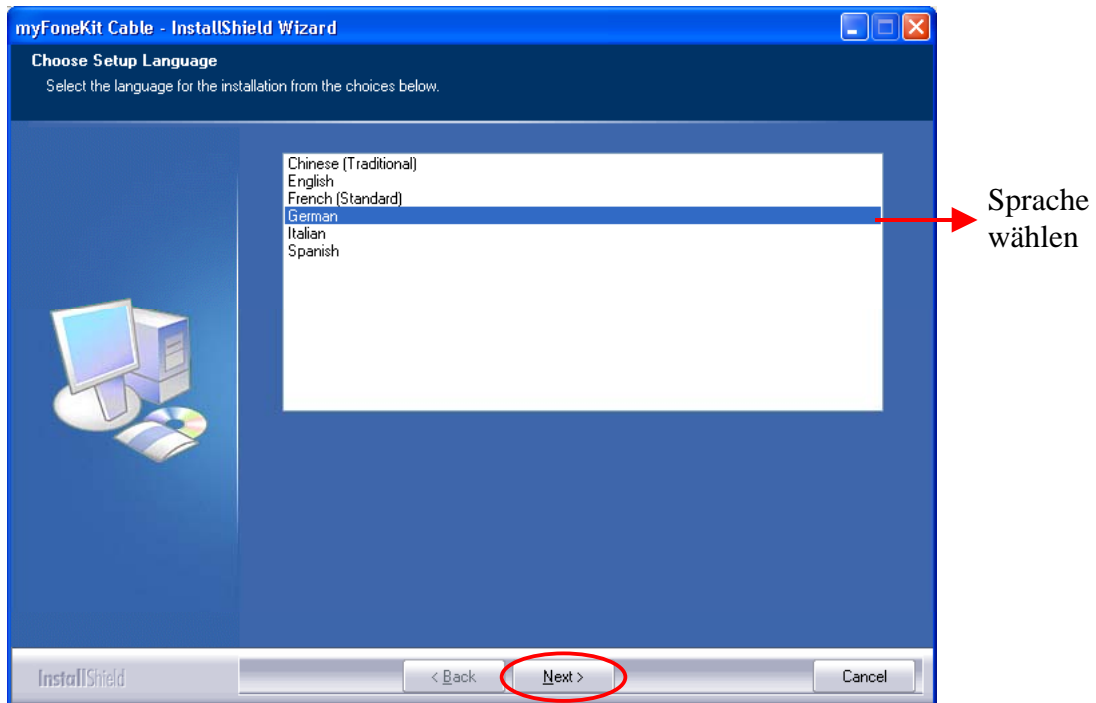 myFoneKit Cable - InstallShield Wizard
Choose Setup Language
Select the language for the installation from the choices below.
Chinese (Traditional)
English
French (Standard)
German
Italian
Spanish
Sprache
wählen
InstallShield
< Back
Next >
Cancel